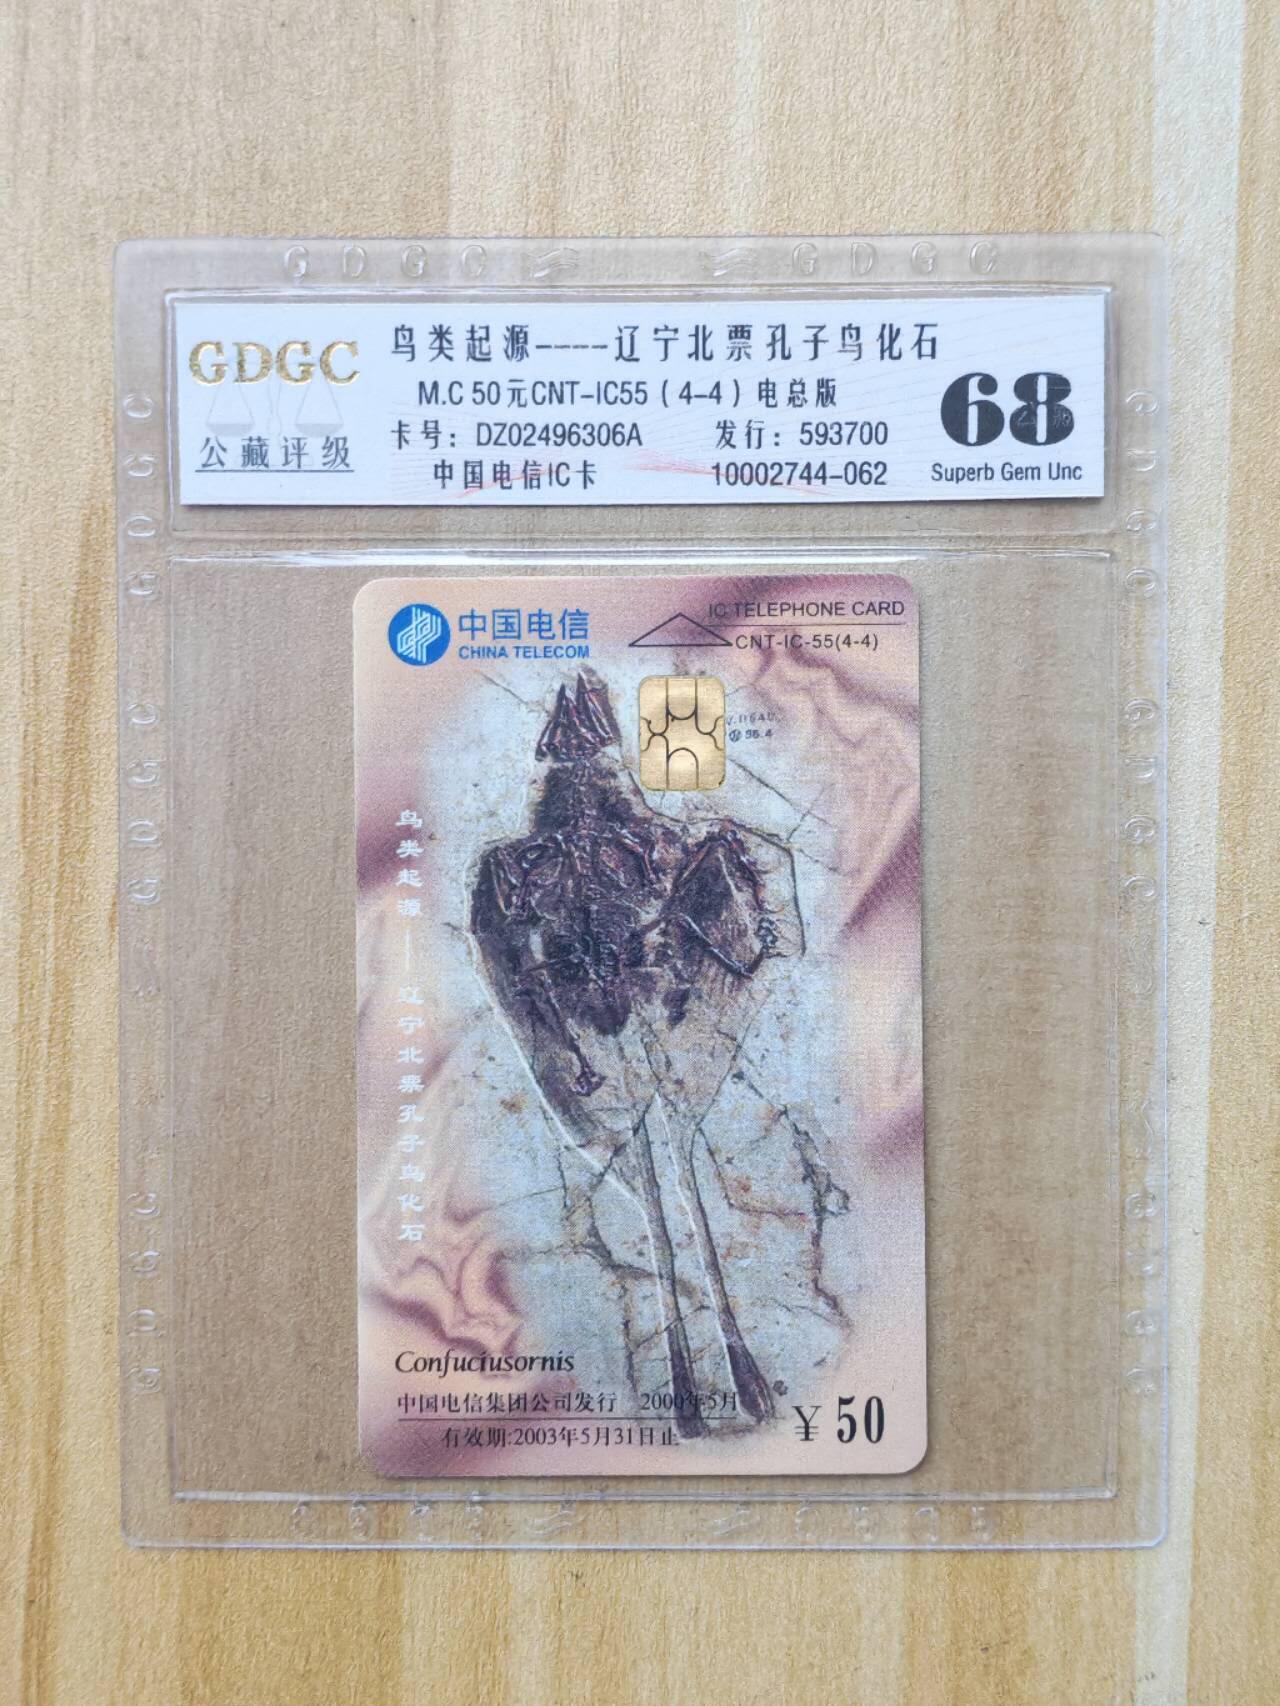 GDGC
GDGC
GDGC
公藏评级
鸟类起源----辽宁北票孔子鸟化石
M.C 50元CNT-IC55（4-4）电总版
卡号：DZ02496306A 发行：593700
中国电信IC卡 10002744-062
68
Superb Gem Unc
中国电信
CHINA TELECOM
IC TELEPHONE CARD
CNT-IC-55(4-4)
96.4
鸟类起源——辽宁北票孔子鸟化石
Confuciusornis
中国电信集团公司发行 2000年5月
有效期:2003年5月31日止
￥50